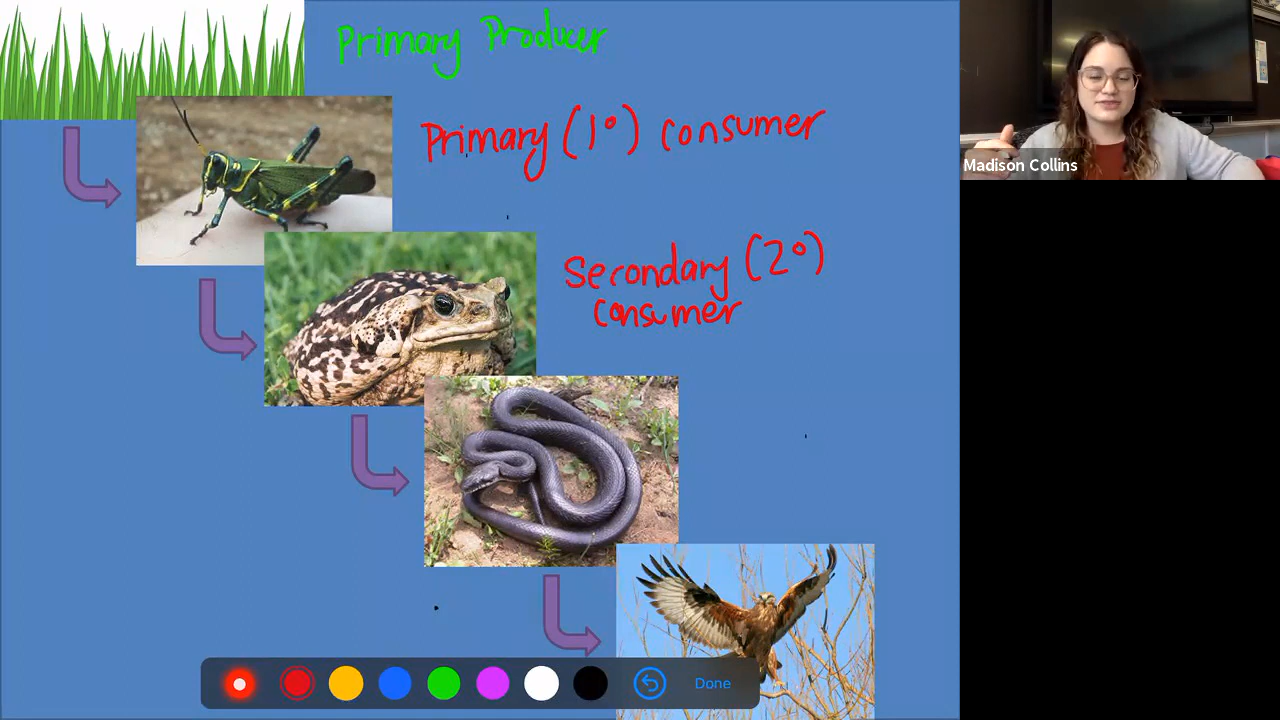 Primary Producer
Primary (1°) consumer
Madison Collins
Secondary (2°)
consumer
Done